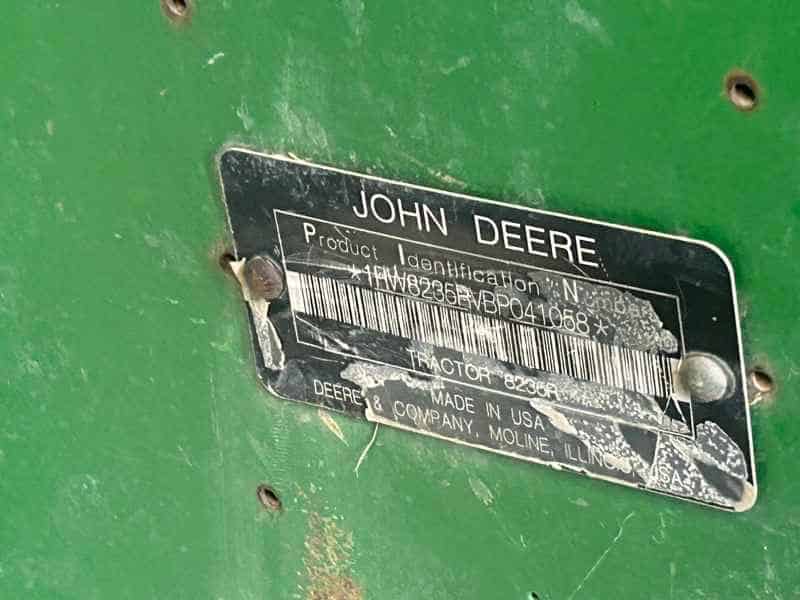 JOHN DEERE
Product Identification Number
*1RW8235RVBP041058*
TRACTOR 8235R
MADE IN USA
DEERE & COMPANY, MOLINE, ILLINOIS USA